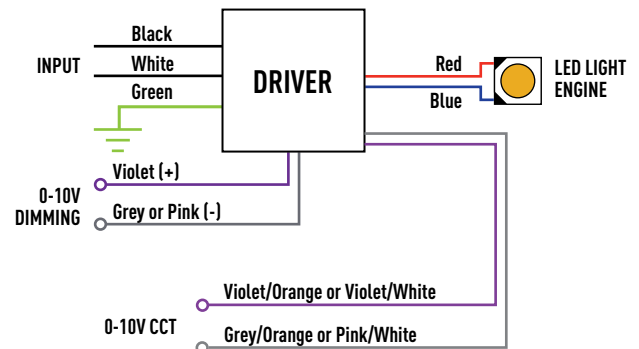 Black
INPUT
White
Green
DRIVER
Red
Blue
LED LIGHT
ENGINE
Violet (+)
0-10V
DIMMING
Grey or Pink (-)
Violet/Orange or Violet/White
0-10V CCT
Grey/Orange or Pink/White